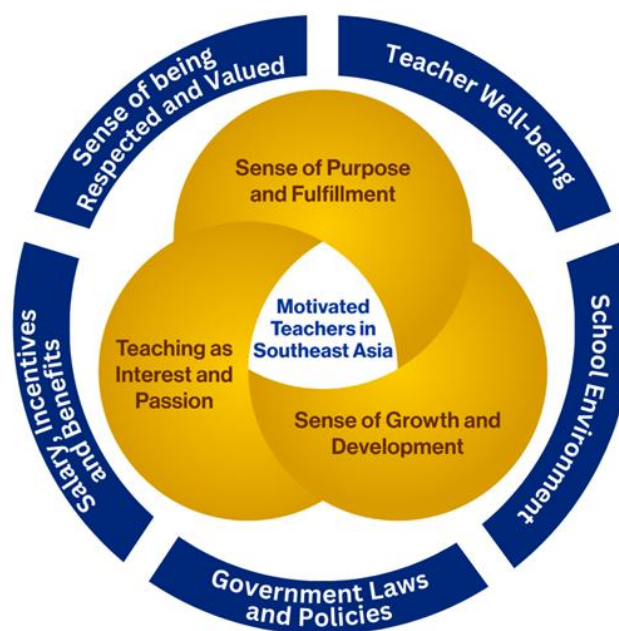 Sense of being
Respected and Valued
Teacher Well-being
Sense of Purpose
and Fulfillment
Motivated
Teachers in
Southeast Asia
Teaching as
Interest and
Passion
Sense of Growth and
Development
School Environment
Salary, Incentives
and Benefits
Government Laws
and Policies